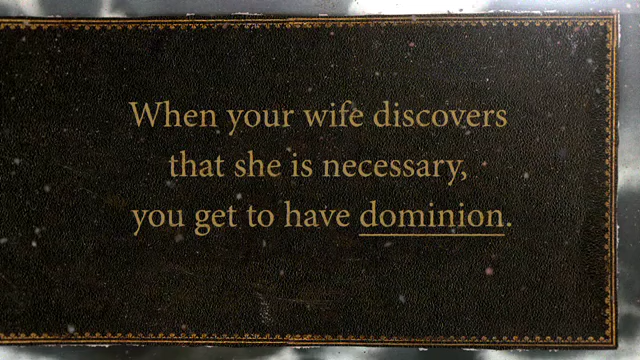 When your wife discovers
that she is necessary,
you get to have dominion.